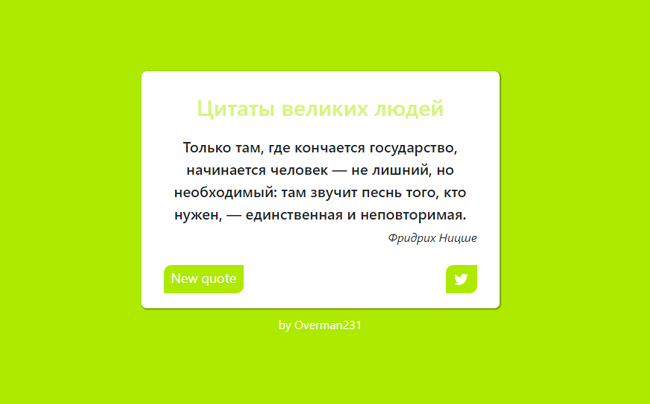 Цитаты великих людей
Только там, где кончается государство,
начинается человек — не лишний, но
необходимый: там звучит песнь того, кто
нужен, — единственная и неповторимая.
Фридрих Ницше
New quote
by Overman231